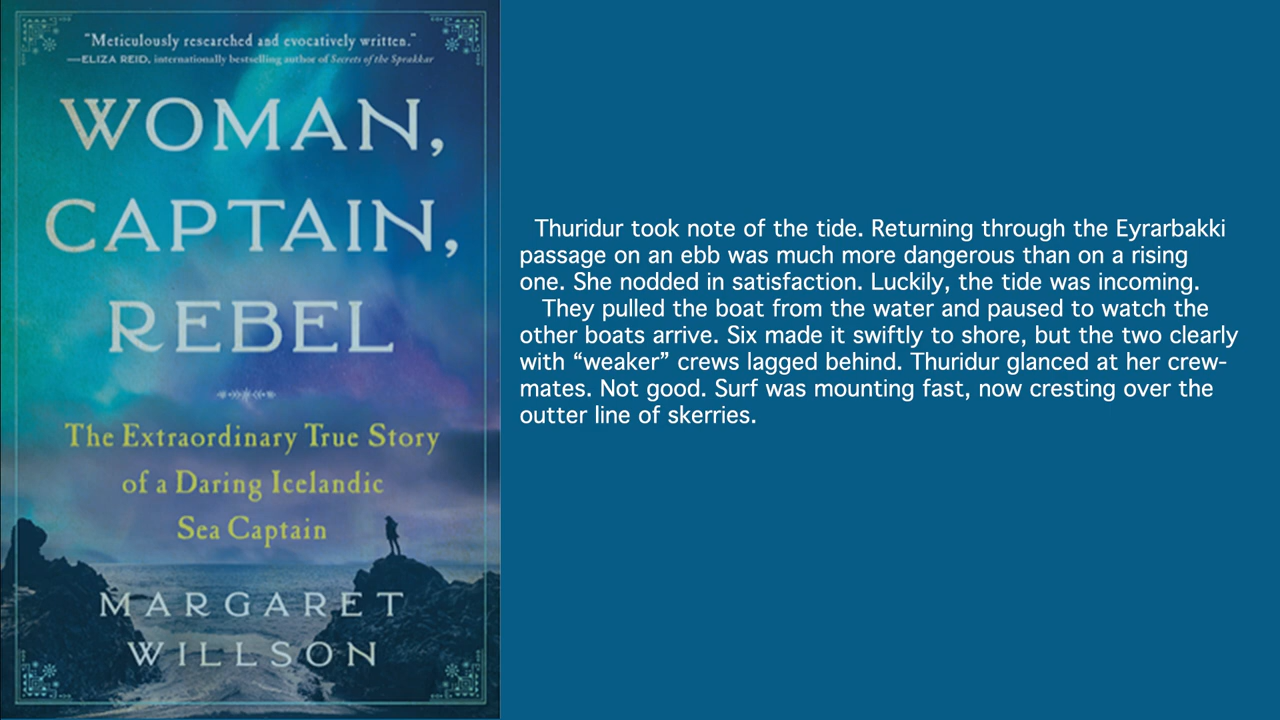 "Meticulously researched and evocatively written."
—ELIZA REID, internationally bestselling author of Secrets of the Sprakkar
WOMAN,
CAPTAIN,
REBEL
The Extraordinary True Story
of a Daring Icelandic
Sea Captain
MARGARET
WILLSON
Thuridur took note of the tide. Returning through the Eyrarbakki
passage on an ebb was much more dangerous than on a rising
one. She nodded in satisfaction. Luckily, the tide was incoming.
They pulled the boat from the water and paused to watch the
other boats arrive. Six made it swiftly to shore, but the two clearly
with “weaker” crews lagged behind. Thuridur glanced at her crew-
mates. Not good. Surf was mounting fast, now cresting over the
outter line of skerries.